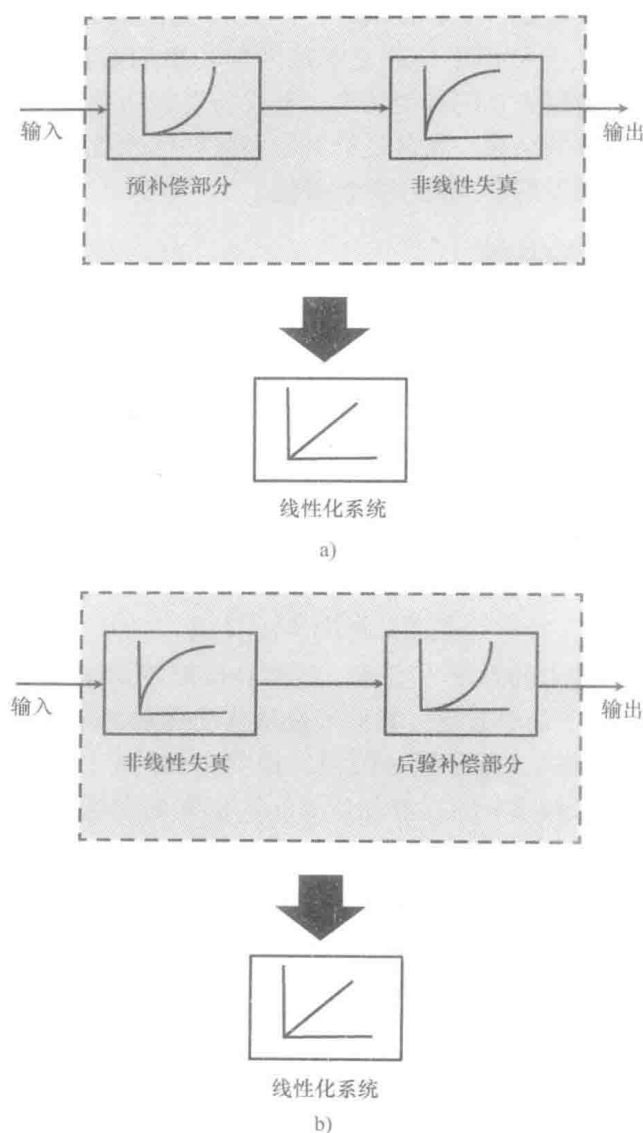 输入
输出
预补偿部分
非线性失真
线性化系统
a)
输入
输出
非线性失真
后验补偿部分
线性化系统
b)